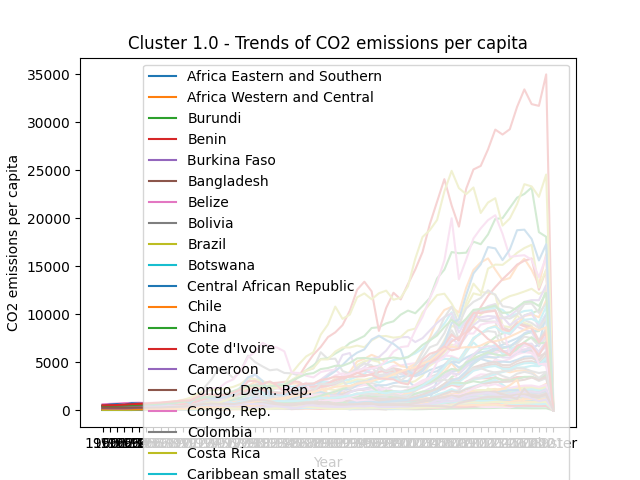 Cluster 1.0 - Trends of CO2 emissions per capita
35000
30000
25000
20000
15000
10000
5000
0
CO2 emissions per capita
Africa Eastern and Southern
Africa Western and Central
Burundi
Benin
Burkina Faso
Bangladesh
Belize
Bolivia
Brazil
Botswana
Central African Republic
Chile
China
Cote d'Ivoire
Cameroon
Congo, Dem. Rep.
Congo, Rep.
Colombia
Costa Rica
Caribbean small states
Year